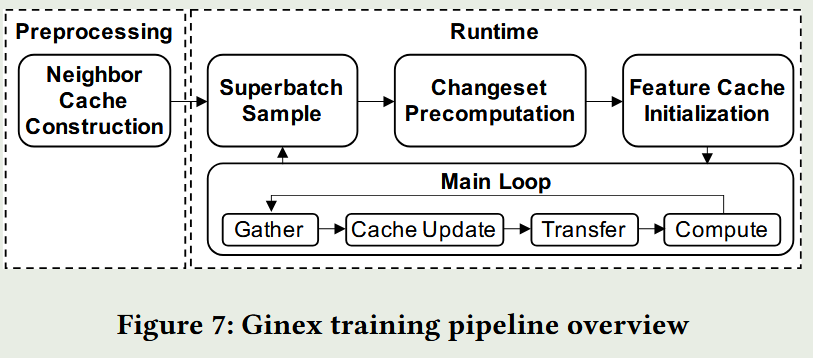 Preprocessing
Runtime
Neighbor
Cache
Construction
Superbatch
Sample
Changeset
Precomputation
Feature Cache
Initialization
Main Loop
Gather
Cache Update
Transfer
Compute
Figure 7: Ginex training pipeline overview